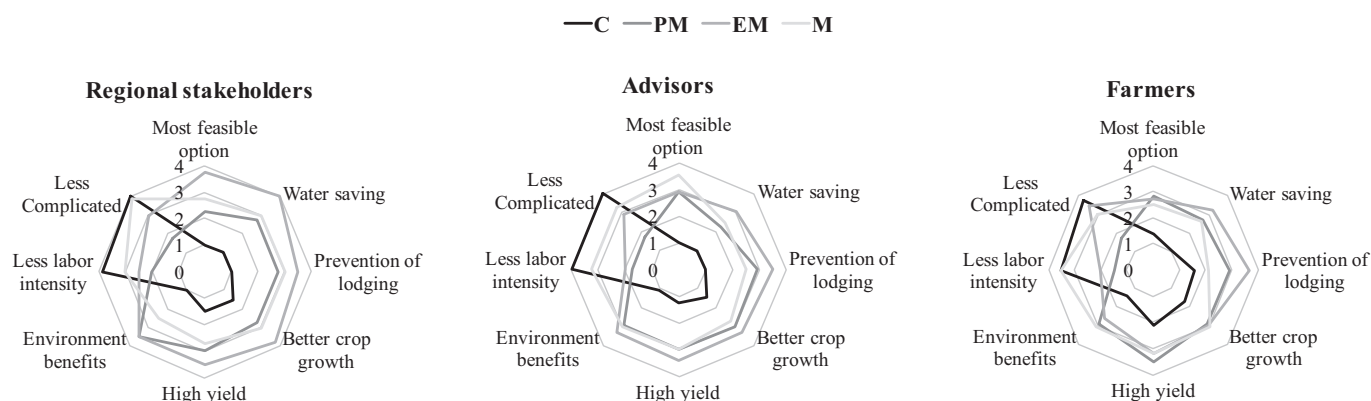 C PM EM M
Regional stakeholders
Most feasible
option
4
3
2
1
0
Water saving
Prevention of
lodging
Better crop
growth
High yield
Environment
benefits
Less labor
intensity
Less
Complicated
Advisors
Most feasible
option
4
3
2
1
0
Water saving
Prevention of
lodging
Better crop
growth
High yield
Environment
benefits
Less labor
intensity
Less
Complicated
Farmers
Most feasible
option
4
3
2
1
0
Water saving
Prevention of
lodging
Better crop
growth
High yield
Environment
benefits
Less labor
intensity
Less
Complicated